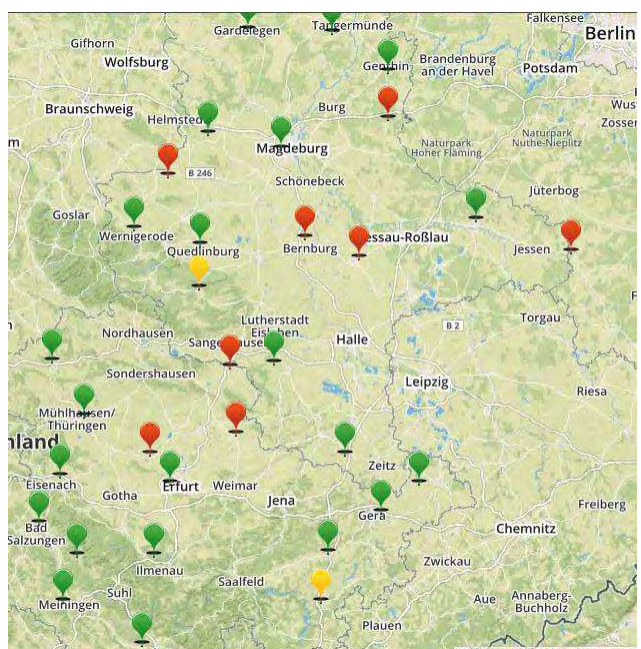 Gardelegen
Tangermünde
Falkensee
Berlin
Gifhorn
Wolfsburg
Genthin
Brandenburg
an der Havel
Potsdam
Braunschweig
Helmstedt
Burg
Magdeburg
Naturpark
Hoher Fläming
Naturpark
Nuthe-Nieplitz
Zossen
B 246
Schönebeck
Jüterbog
Goslar
Wernigerode
Quedlinburg
Bernburg
essau-Roßlau
Jessen
Nordhausen
Lutherstadt
Eisleben
Halle
B 2
Torgau
Sondershausen
Leipzig
Riesa
Mühlhausen/
Thüringen
nland
Eisenach
Gotha
Erfurt
Weimar
Jena
Zeitz
Gera
Freiberg
Bad
Salzungen
Chemnitz
Ilmenau
Saalfeld
Zwickau
Meiningen
Suhl
Plauen
Aue
Annaberg-
Buchholz